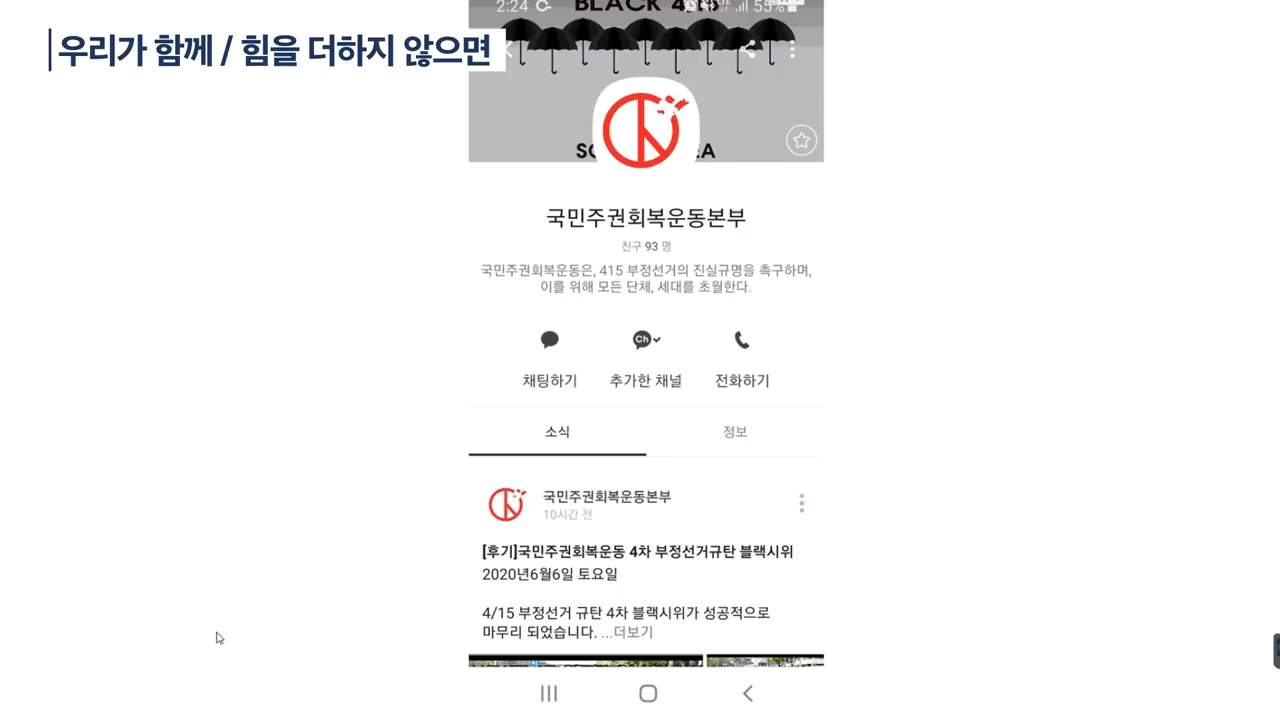 우리가 함께 / 힘을 더하지 않으면
2:24
55%
BLACK 4.15
국민주권회복운동본부
친구 93 명
국민주권회복운동은, 415 부정선거의 진실규명을 촉구하며,
이를 위해 모든 단체, 세대를 초월한다.
Ch
채팅하기
추가한 채널
전화하기
소식
정보
국민주권회복운동본부
10시간 전
[후기]국민주권회복운동 4차 부정선거규탄 블랙시위
2020년6월6일 토요일
4/15 부정선거 규탄 4차 블랙시위가 성공적으로
마무리 되었습니다. ...더보기